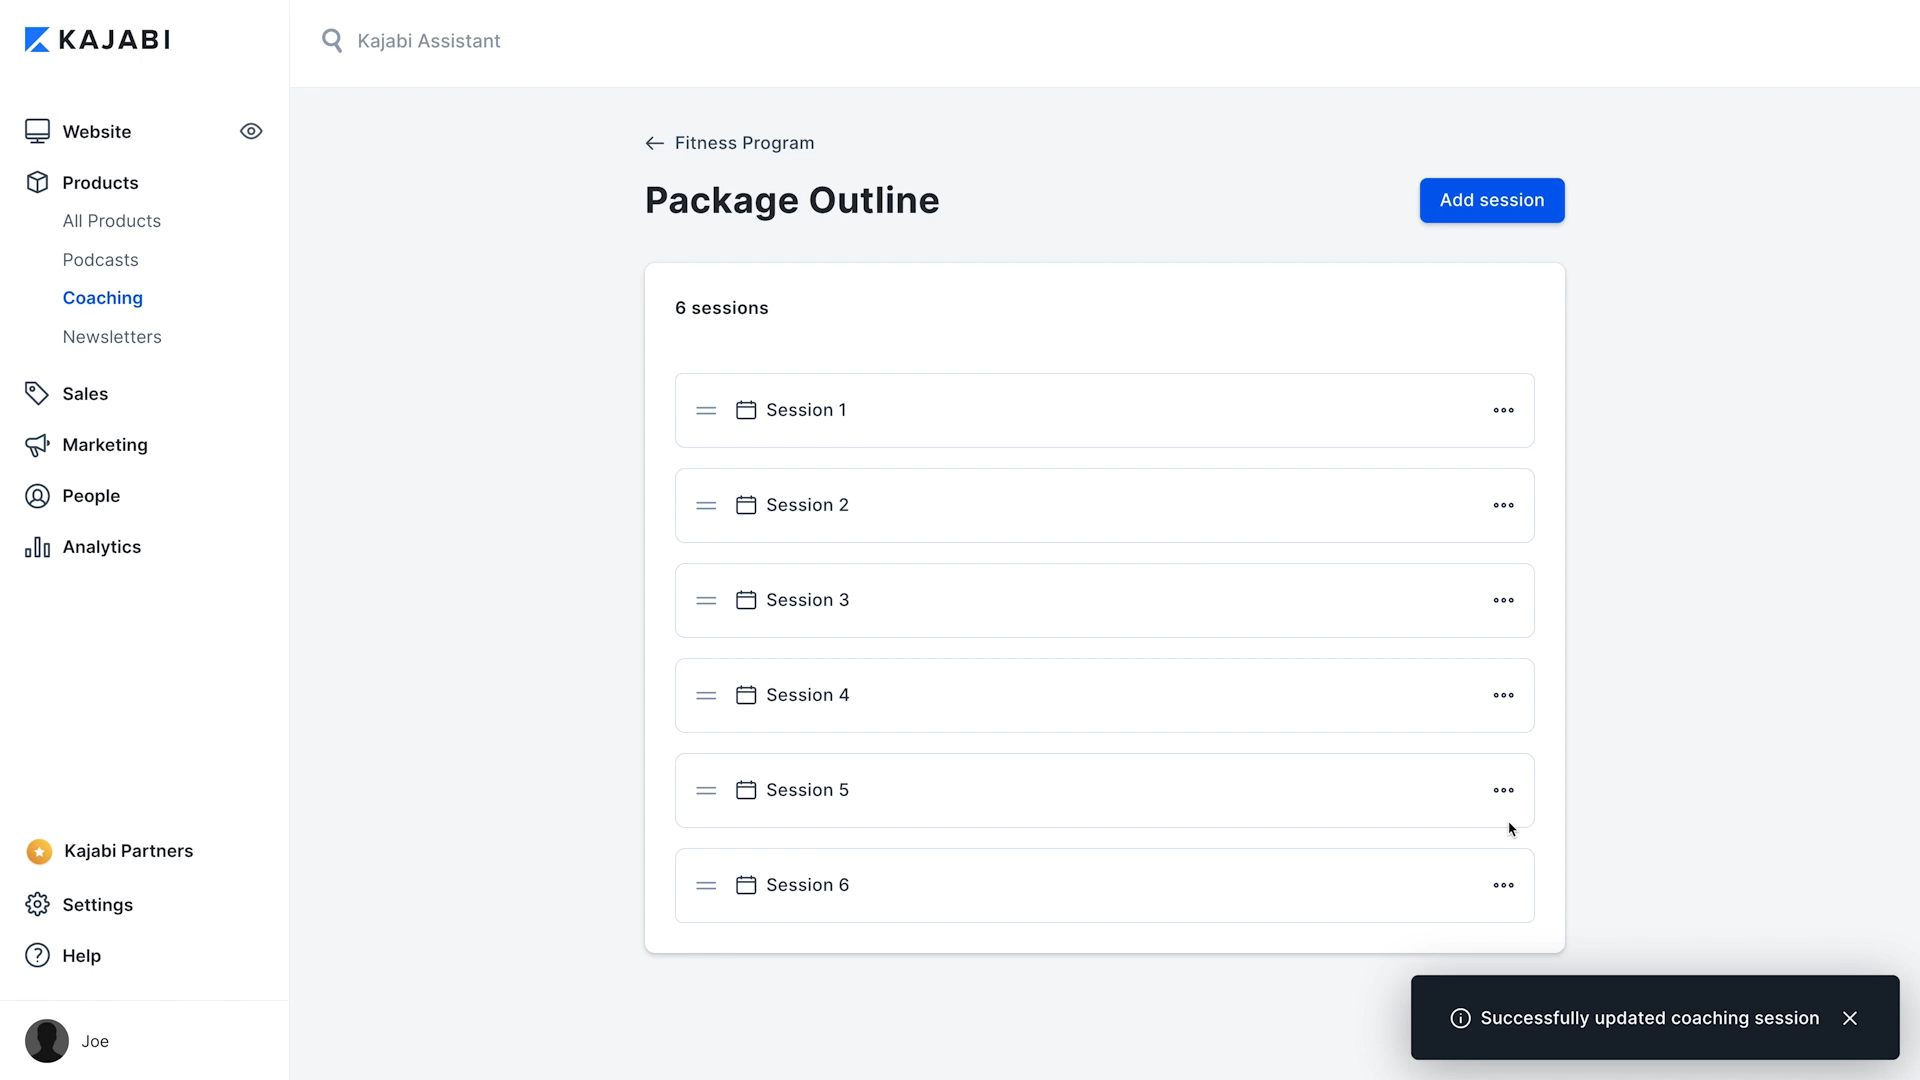 KAJABI
Kajabi Assistant
Website
Products
All Products
Podcasts
Coaching
Newsletters
Sales
Marketing
People
Analytics
Kajabi Partners
Settings
Help
Joe
Fitness Program
Package Outline
Add session
6 sessions
Session 1
Session 2
Session 3
Session 4
Session 5
Session 6
Successfully updated coaching session